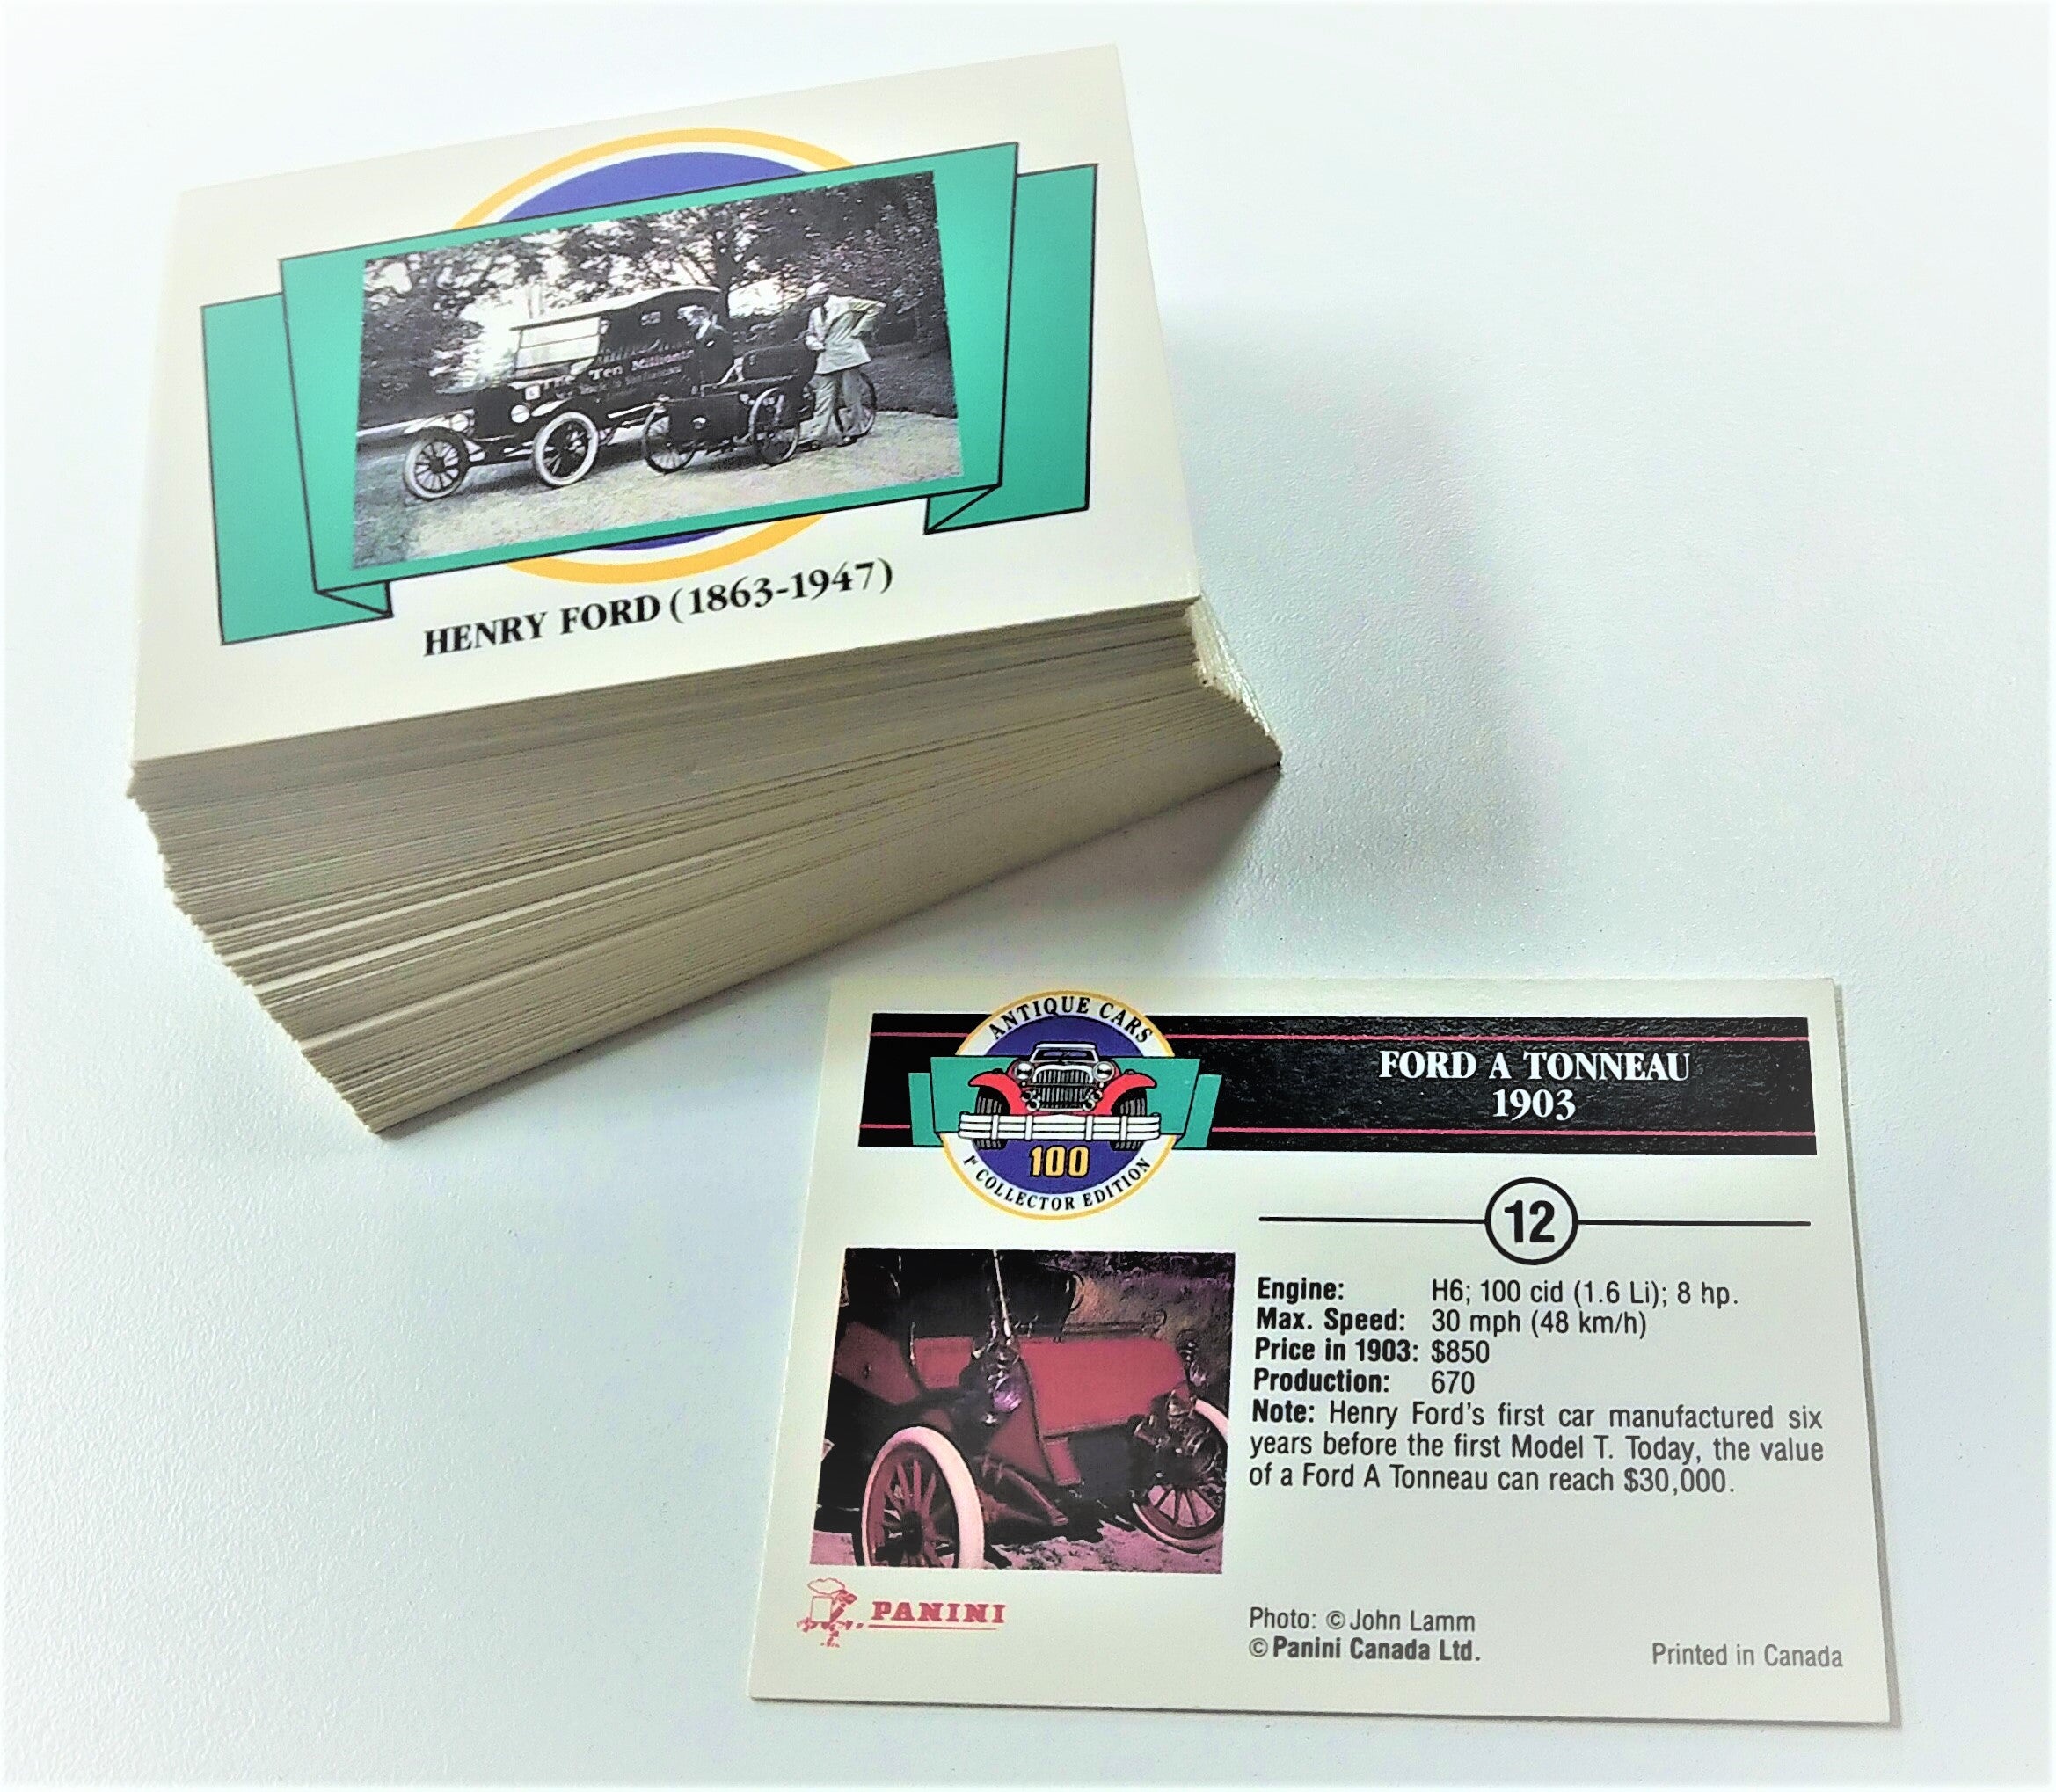 The Ten Millionth
HENRY FORD (1863-1947)
ANTIQUE CARS
100
1st COLLECTOR EDITION
FORD A TONNEAU
1903
12
Engine: H6; 100 cid (1.6 Li); 8 hp.
Max. Speed: 30 mph (48 km/h)
Price in 1903: $850
Production: 670
Note: Henry Ford's first car manufactured six
years before the first Model T. Today, the value
of a Ford A Tonneau can reach $30,000.
PANINI
Photo: © John Lamm
© Panini Canada Ltd.
Printed in Canada